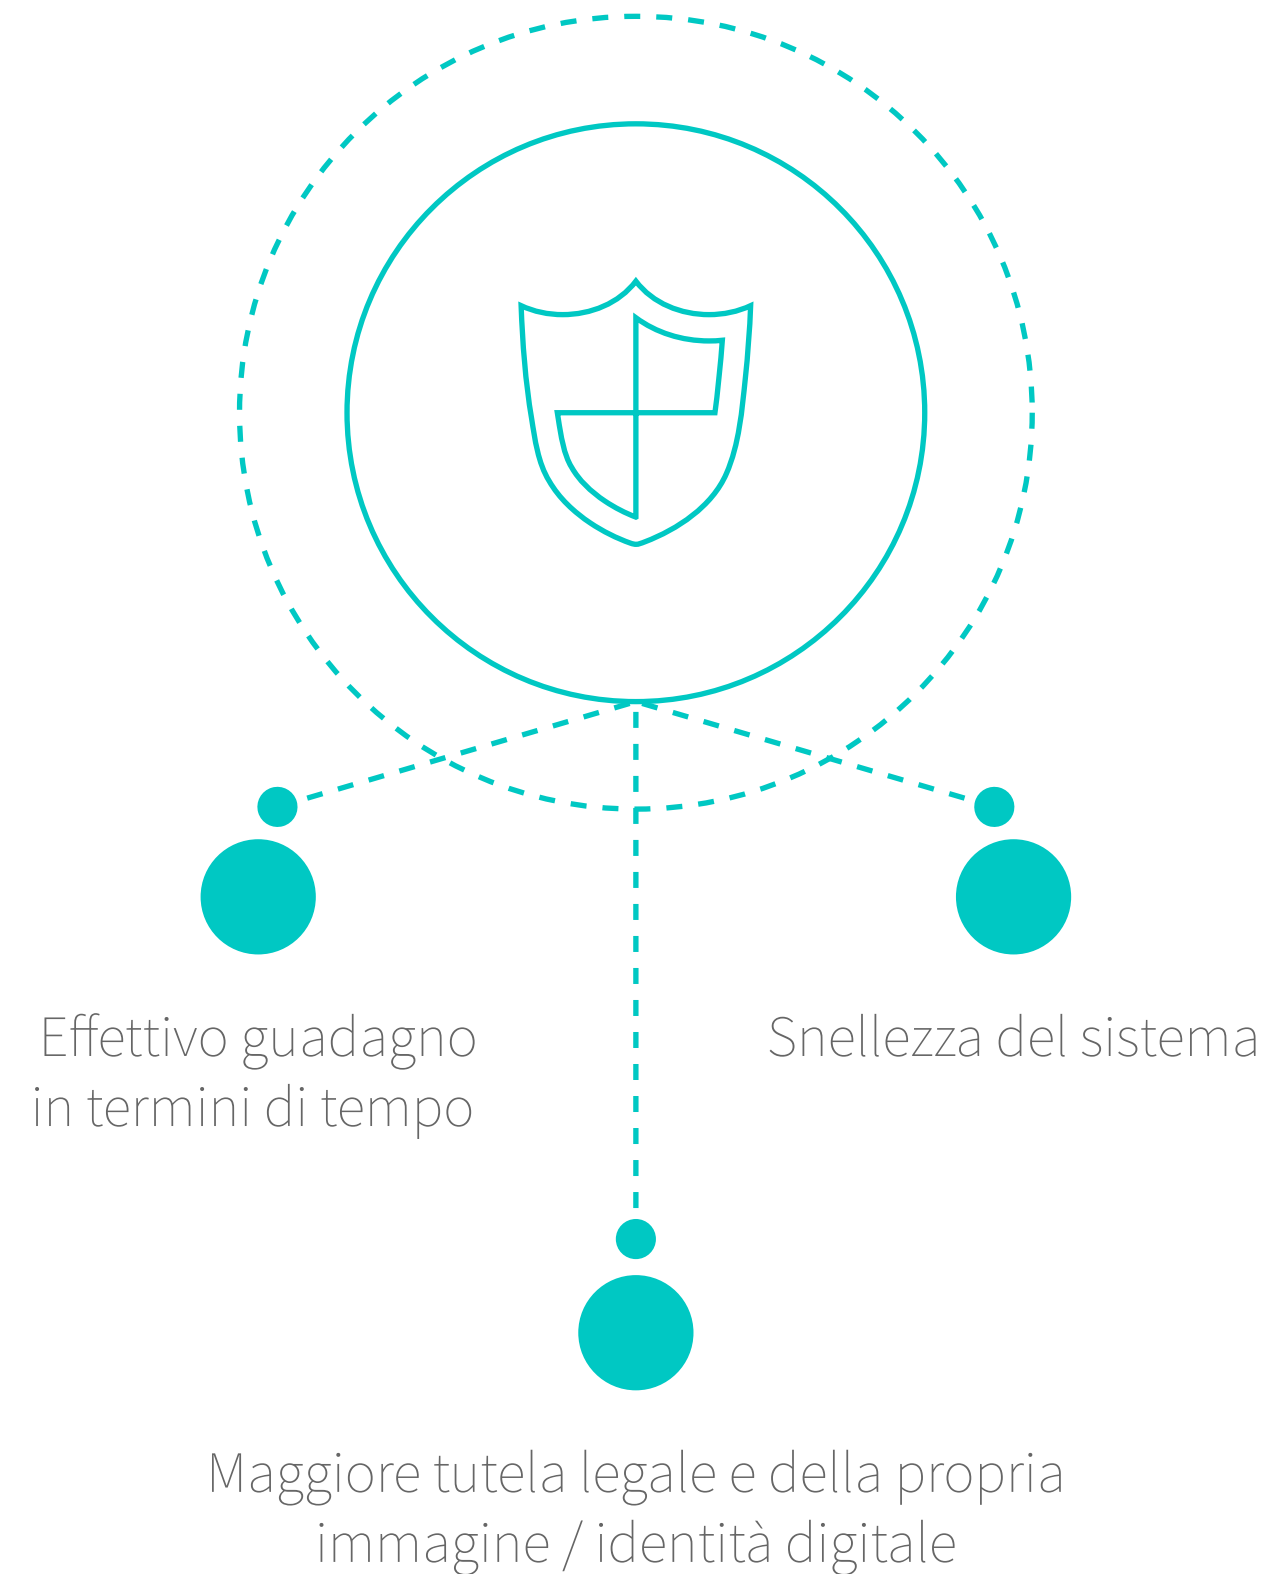 Effettivo guadagno
in termini di tempo
Snellezza del sistema
Maggiore tutela legale e della propria
immagine / identità digitale